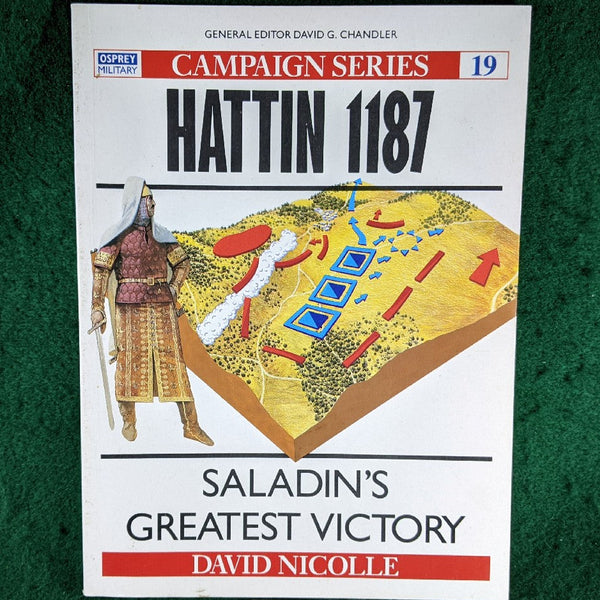 GENERAL EDITOR DAVID G. CHANDLER
OSPREY
MILITARY
CAMPAIGN SERIES
19
HATTIN 1187
SALADIN'S
GREATEST VICTORY
DAVID NICOLLE